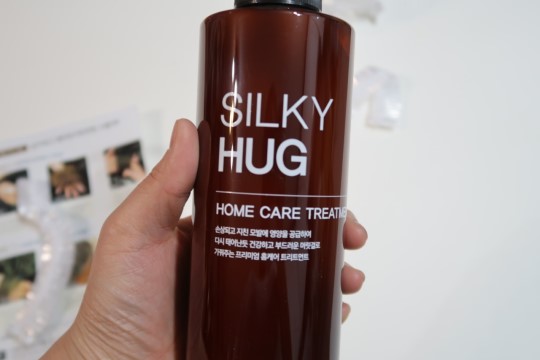 SILKY
HUG
HOME CARE TREATME
손상되고 지친 모발에 영양을 공급하여
다시 태어난듯 건강하고 부드러운 머릿결로
가꿔주는 프리미엄 홈케어 트리트먼트